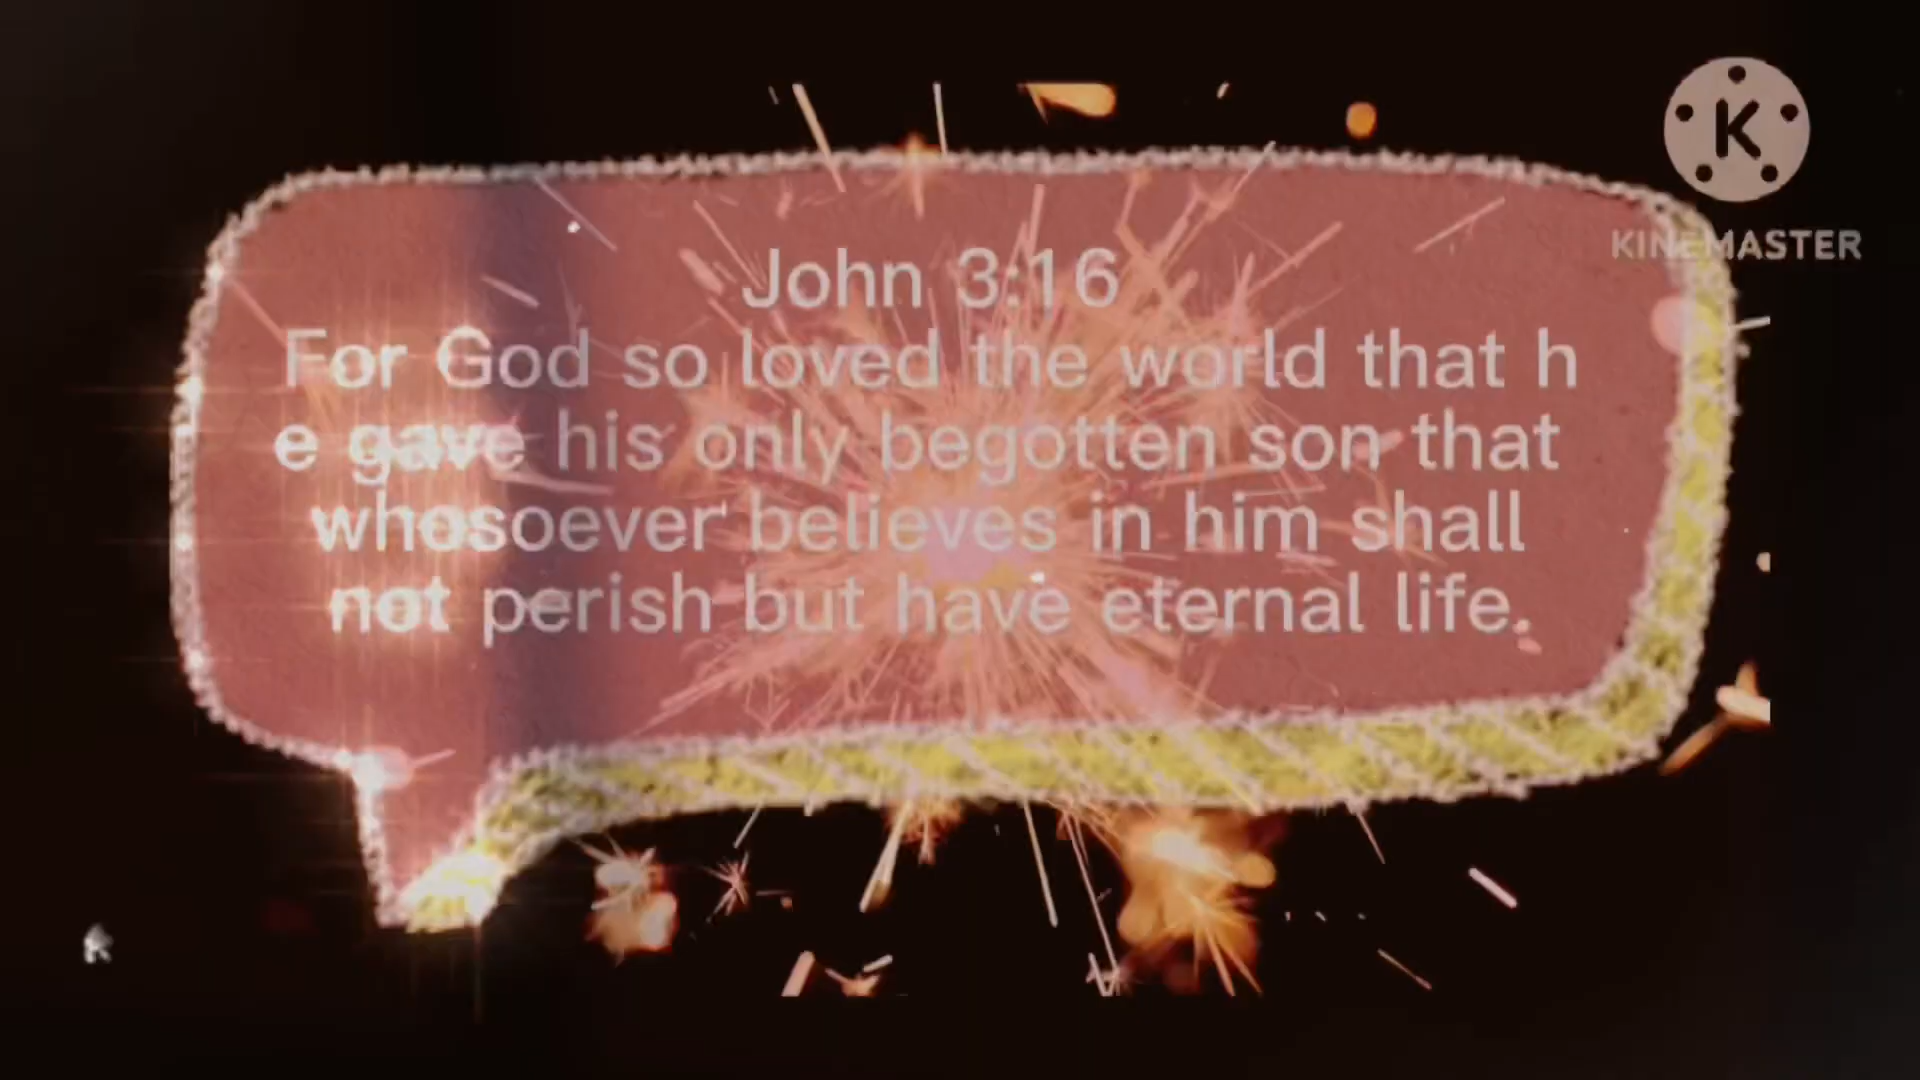 K
KINEMASTER
John 3:16
For God so loved the world that h
e gave his only begotten son that
whosoever believes in him shall
not perish but have eternal life.